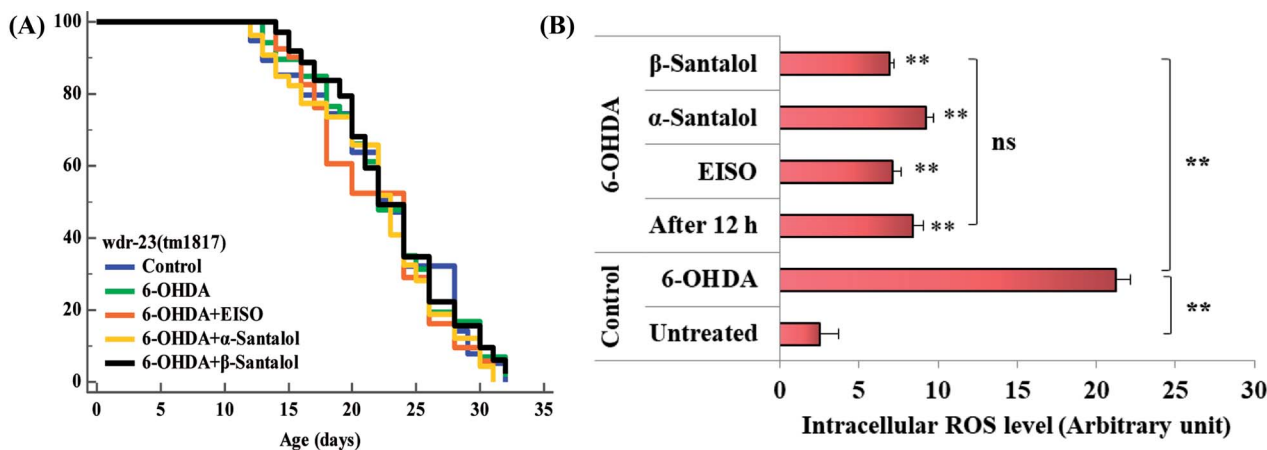 (A)
100
80
60
40
20
0
wdr-23(tm1817)
Control
6-OHDA
6-OHDA+EISO
6-OHDA+α-Santalol
6-OHDA+β-Santalol
0 5 10 15 20 25 30 35
Age (days)
(B)
6-OHDA
β-Santalol **
α-Santalol **
EISO **
After 12 h **
ns
**
Control
6-OHDA
Untreated
**
0 5 10 15 20 25 30
Intracellular ROS level (Arbitrary unit)